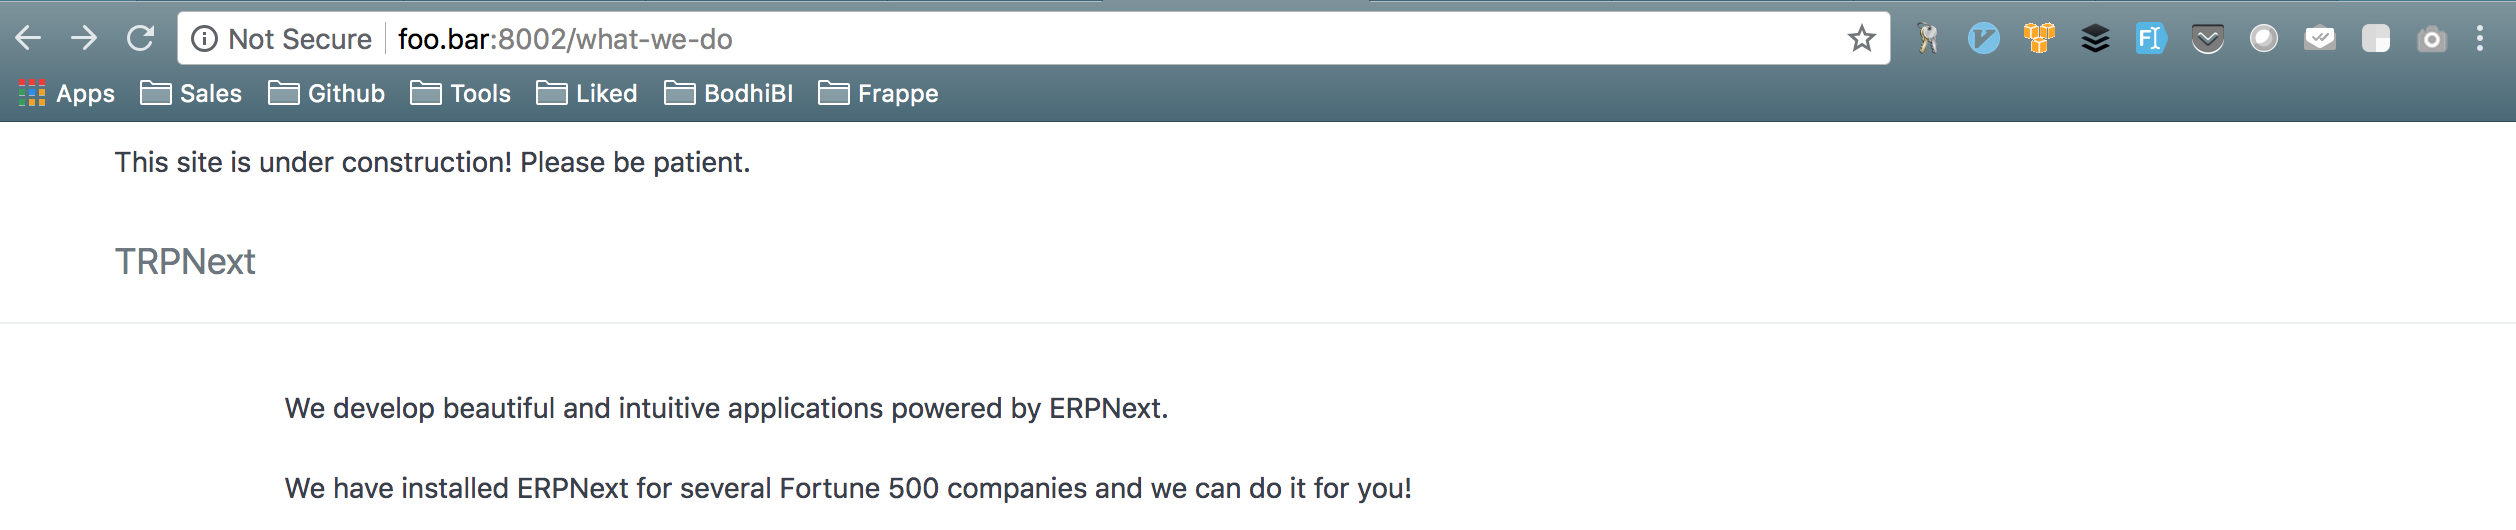 Not Secure foo.bar:8002/what-we-do
Apps Sales Github Tools Liked BodhiBI Frappe
This site is under construction! Please be patient.
TRPNext
We develop beautiful and intuitive applications powered by ERPNext.
We have installed ERPNext for several Fortune 500 companies and we can do it for you!